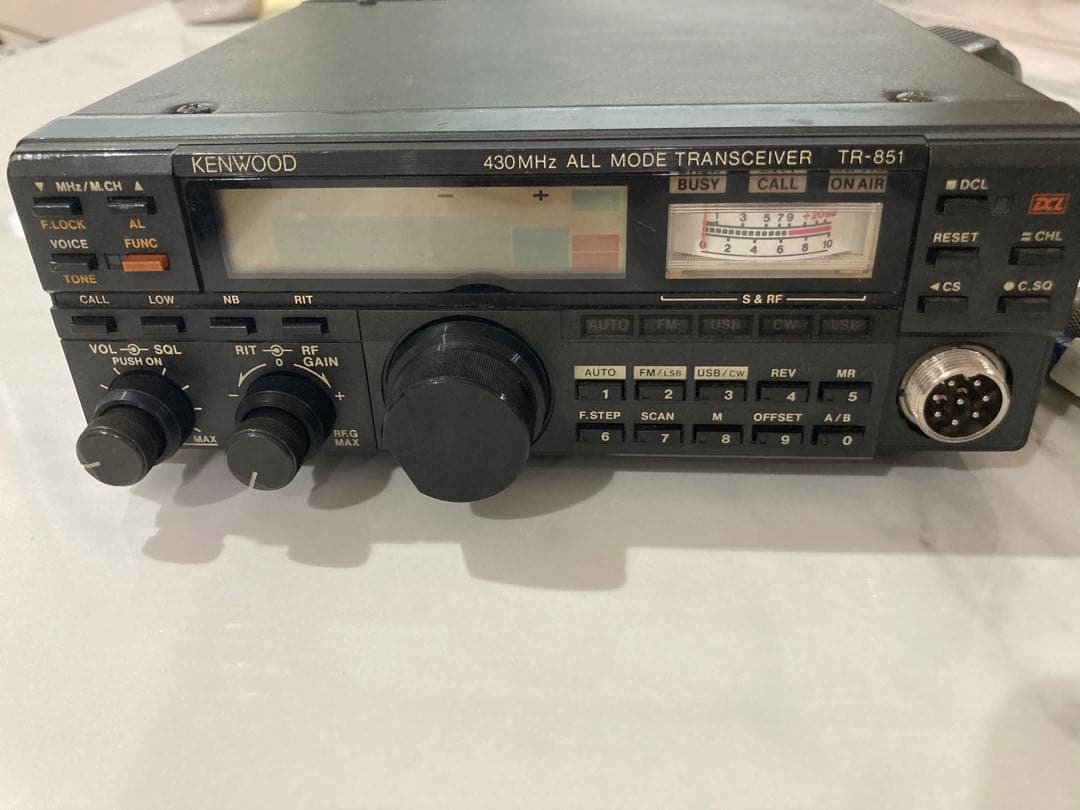 KENWOOD 430MHz ALL MODE TRANSCEIVER TR-851
▼ MHz/M.CH ▲
F.LOCK AL
VOICE FUNC
TONE
CALL LOW NB RIT
VOL SQL
PUSH ON
MAX
RIT RF
0 GAIN
- +
RF.G
MAX
- +
BUSY CALL ON AIR
1 3 5 7 9 +20dB
0 2 4 6 8 10
S & RF
AUTO FM USB CW LSB
AUTO FM/LSB USB/CW REV MR
1 2 3 4 5
F.STEP SCAN M OFFSET A/B
6 7 8 9 0
■ DCL DCL
RESET = CHL
◄ CS ● C.SQ